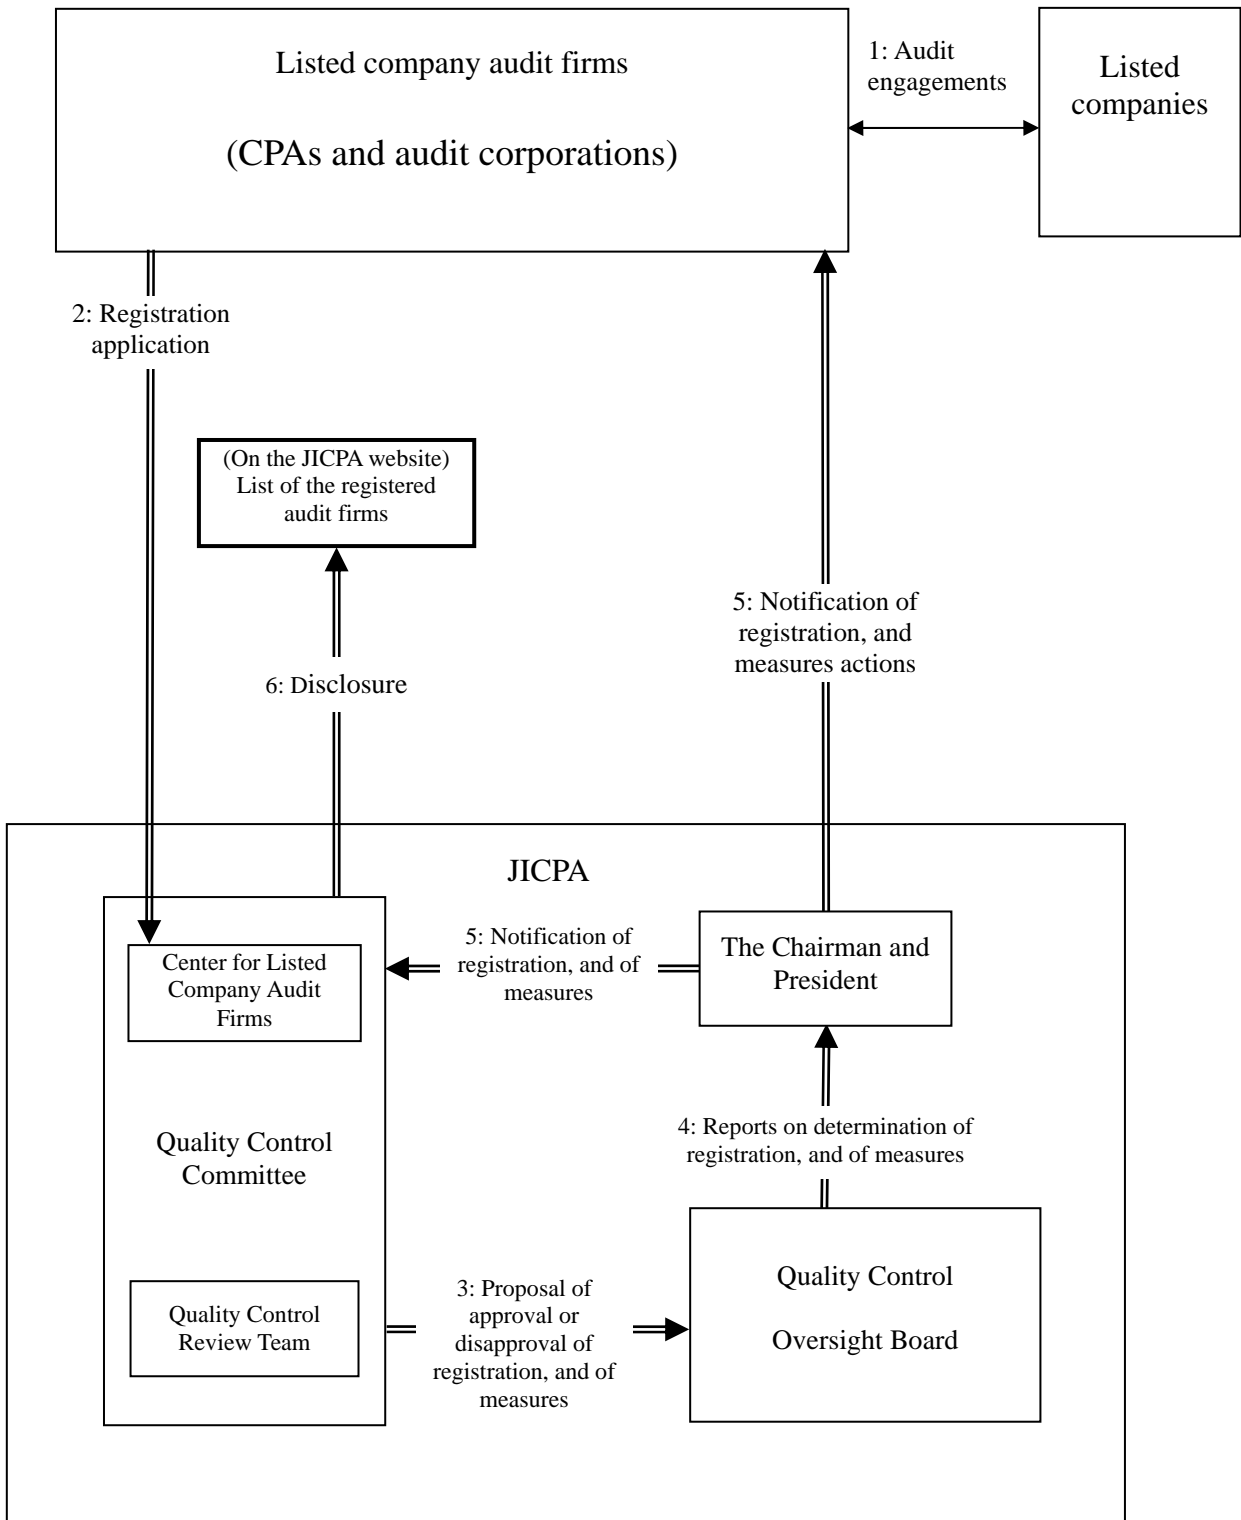 Listed company audit firms
(CPAs and audit corporations)
1: Audit
engagements
Listed
companies
2: Registration
application
(On the JICPA website)
List of the registered
audit firms
5: Notification of
registration, and
measures actions
6: Disclosure
JICPA
Center for Listed
Company Audit
Firms
5: Notification of
registration, and of
measures
The Chairman and
President
Quality Control
Committee
4: Reports on determination of
registration, and of measures
Quality Control
Review Team
3: Proposal of
approval or
disapproval of
registration, and of
measures
Quality Control
Oversight Board